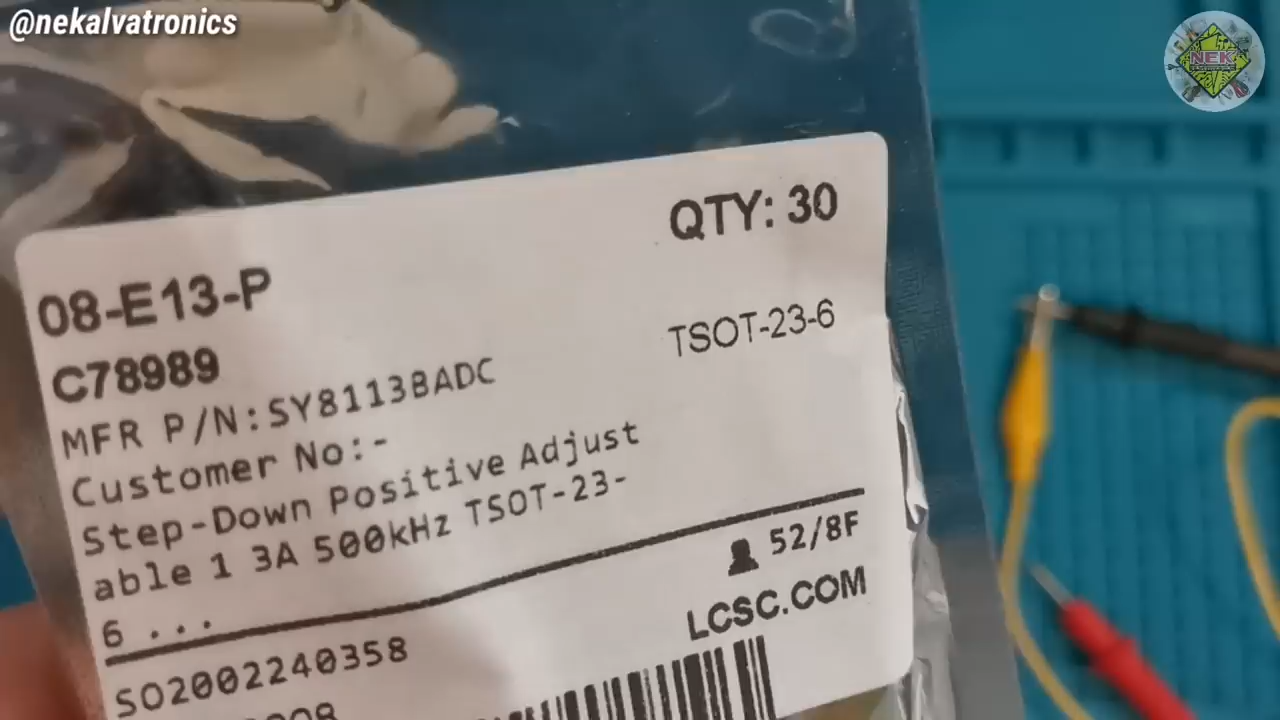 @nekalvatronics
NEK
QTY: 30
08-E13-P
C78989
TSOT-23-6
MFR P/N:SY8113BADC
Customer No:-
Step-Down Positive Adjust
able 1 3A 500kHz TSOT-23-
6 ...
52/8F
LCSC.COM
SO2002240358